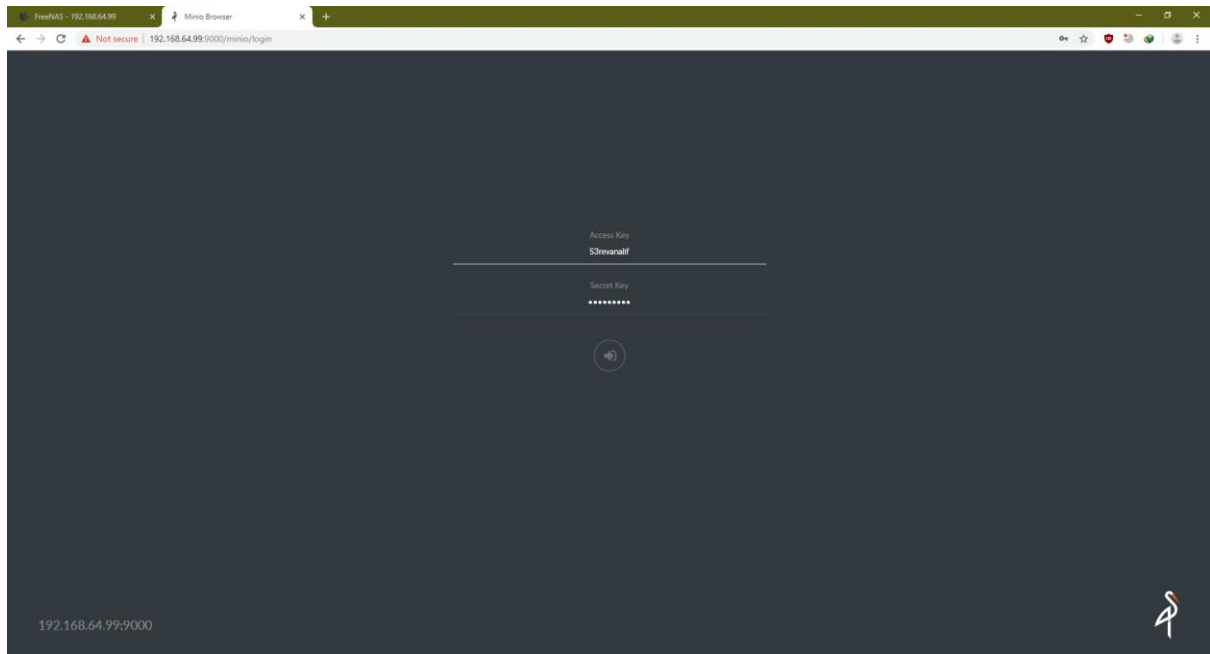 FreeNAS - 192.168.64.99
Minio Browser
Not secure
192.168.64.99:9000/minio/login
Access Key
S3revanalif
Secret Key
192.168.64.99:9000